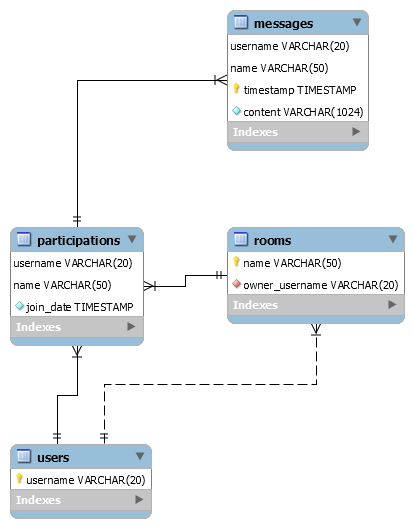 messages
username VARCHAR(20)
name VARCHAR(50)
timestamp TIMESTAMP
content VARCHAR(1024)
Indexes
participations
username VARCHAR(20)
name VARCHAR(50)
join_date TIMESTAMP
Indexes
rooms
name VARCHAR(50)
owner_username VARCHAR(20)
Indexes
users
username VARCHAR(20)
Indexes